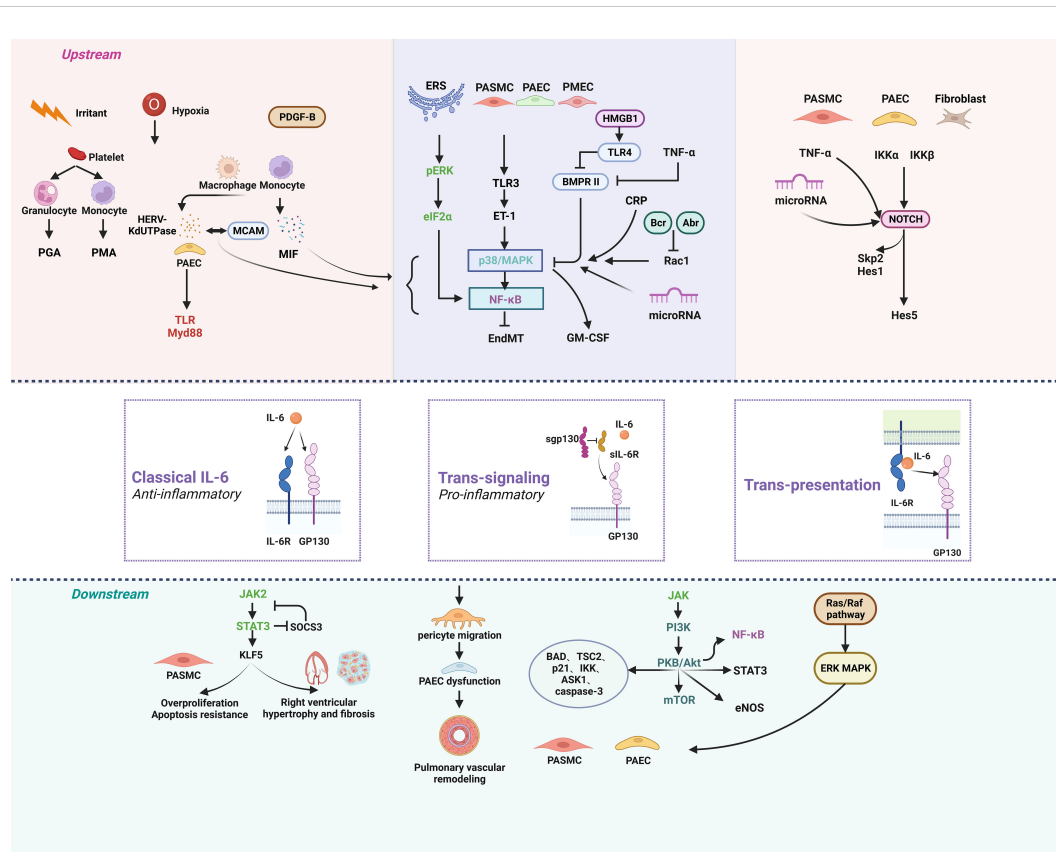 Upstream
Irritant
Hypoxia
PDGF-B
Platelet
Macrophage
Monocyte
Granulocyte
Monocyte
PGA
PMA
HERV-
KdUTPase
MCAM
PAEC
MIF
TLR
Myd88
ERS
PASMC
PAEC
PMEC
HMGB1
TLR4
TNF-α
pERK
TLR3
BMPR II
eIF2α
ET-1
CRP
Bcr
Abr
p38/MAPK
Rac1
NF-κB
microRNA
EndMT
GM-CSF
PASMC
PAEC
Fibroblast
TNF-α
IKKα
IKKβ
microRNA
NOTCH
Skp2
Hes1
Hes5
Classical IL-6
Anti-inflammatory
IL-6
IL-6R
GP130
Trans-signaling
Pro-inflammatory
IL-6
sgp130
sIL-6R
GP130
Trans-presentation
IL-6
IL-6R
GP130
Downstream
JAK2
STAT3
SOCS3
KLF5
PASMC
Overproliferation
Apoptosis resistance
Right ventricular
hypertrophy and fibrosis
pericyte migration
PAEC dysfunction
Pulmonary vascular
remodeling
JAK
PI3K
NF-κB
PKB/Akt
STAT3
mTOR
eNOS
BAD、TSC2、
p21、IKK、
ASK1、
caspase-3
PASMC
PAEC
Ras/Raf
pathway
ERK MAPK